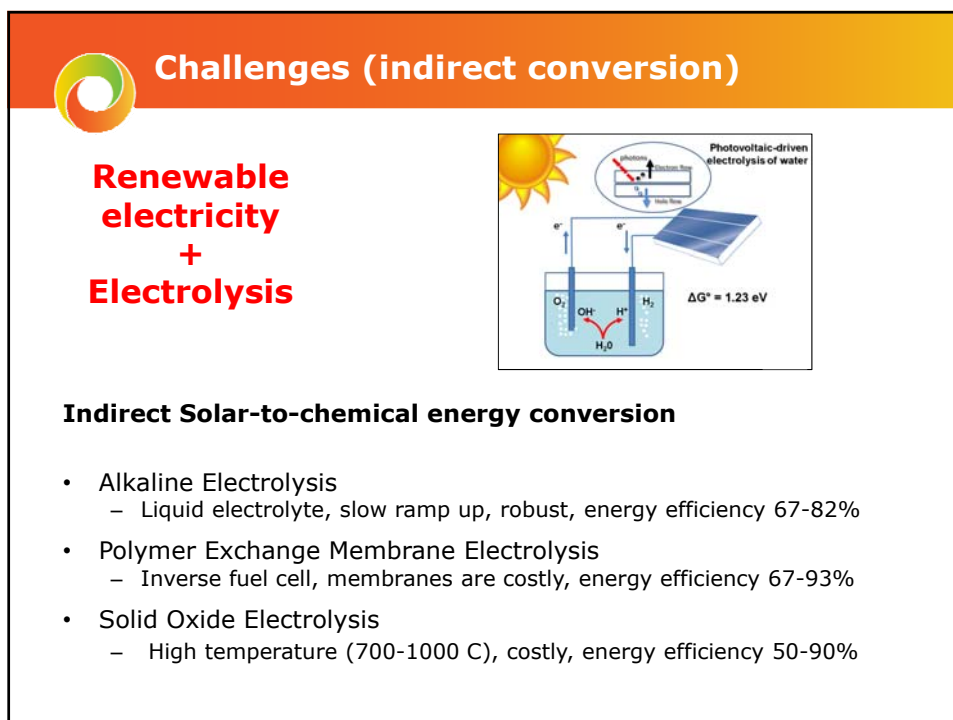 Challenges (indirect conversion)
Renewable
electricity
+
Electrolysis
Photovoltaic-driven
electrolysis of water
photons
Electron flow
Hole flow
e-
e-
ΔG° = 1.23 eV
O2
OH-
H+
H2
H20
Indirect Solar-to-chemical energy conversion
• Alkaline Electrolysis
– Liquid electrolyte, slow ramp up, robust, energy efficiency 67-82%
• Polymer Exchange Membrane Electrolysis
– Inverse fuel cell, membranes are costly, energy efficiency 67-93%
• Solid Oxide Electrolysis
– High temperature (700-1000 C), costly, energy efficiency 50-90%